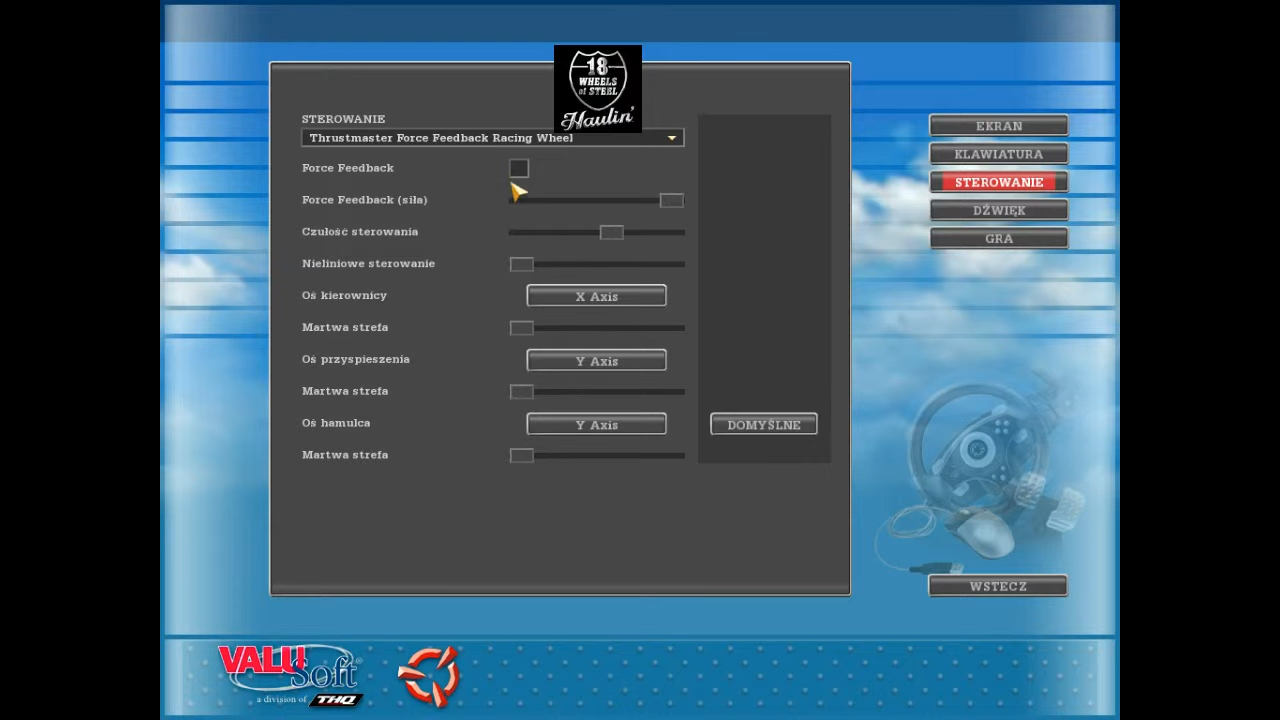 18
WHEELS
of STEEL
Haulin'
STEROWANIE
Thrustmaster Force Feedback Racing Wheel
Force Feedback
Force Feedback (siła)
Czułość sterowania
Nieliniowe sterowanie
Oś kierownicy
X Axis
Martwa strefa
Oś przyspieszenia
Y Axis
Martwa strefa
Oś hamulca
Y Axis
DOMYŚLNE
Martwa strefa
EKRAN
KLAWIATURA
STEROWANIE
DŹWIĘK
GRA
WSTECZ
VALUSoft®
a division of THQ